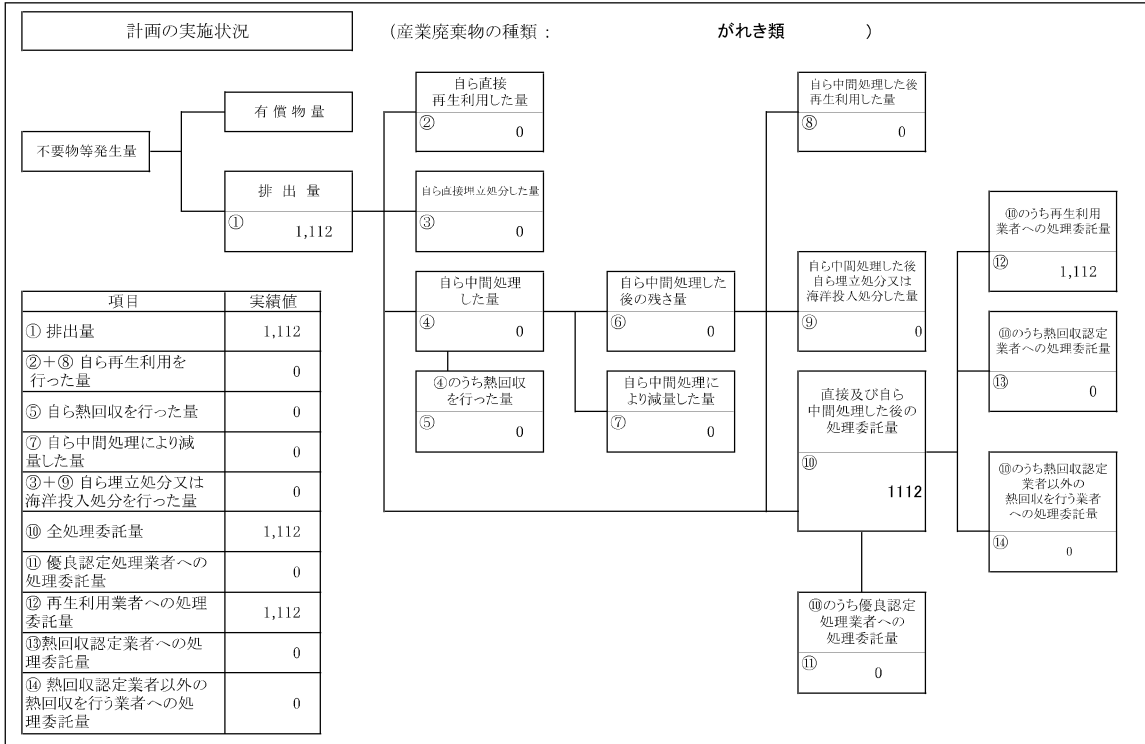 計画の実施状況
(産業廃棄物の種類： がれき類 )
不要物等発生量
有償物量
排出量
①
1,112
自ら直接
再生利用した量
②
0
自ら直接埋立処分した量
③
0
自ら中間処理
した量
④
0
④のうち熱回収
を行った量
⑤
0
自ら中間処理した
後の残さ量
⑥
0
自ら中間処理に
より減量した量
⑦
0
自ら中間処理した後
再生利用した量
⑧
0
自ら中間処理した後
自ら埋立処分又は
海洋投入処分した量
⑨
0
直接及び自ら
中間処理した後の
処理委託量
⑩
1112
⑩のうち優良認定
処理業者への
処理委託量
⑪
0
⑩のうち再生利用
業者への処理委託量
⑫
1,112
⑩のうち熱回収認定
業者への処理委託量
⑬
0
⑩のうち熱回収認定
業者以外の
熱回収を行う業者
への処理委託量
⑭
0
項目 実績値
① 排出量 1,112
②＋⑧ 自ら再生利用を
行った量 0
⑤ 自ら熱回収を行った量 0
⑦ 自ら中間処理により減
量した量 0
③＋⑨ 自ら埋立処分又は
海洋投入処分を行った量 0
⑩ 全処理委託量 1,112
⑪ 優良認定処理業者への
処理委託量 0
⑫ 再生利用業者への処理
委託量 1,112
⑬熱回収認定業者への処
理委託量 0
⑭ 熱回収認定業者以外の
熱回収を行う業者への処
理委託量 0